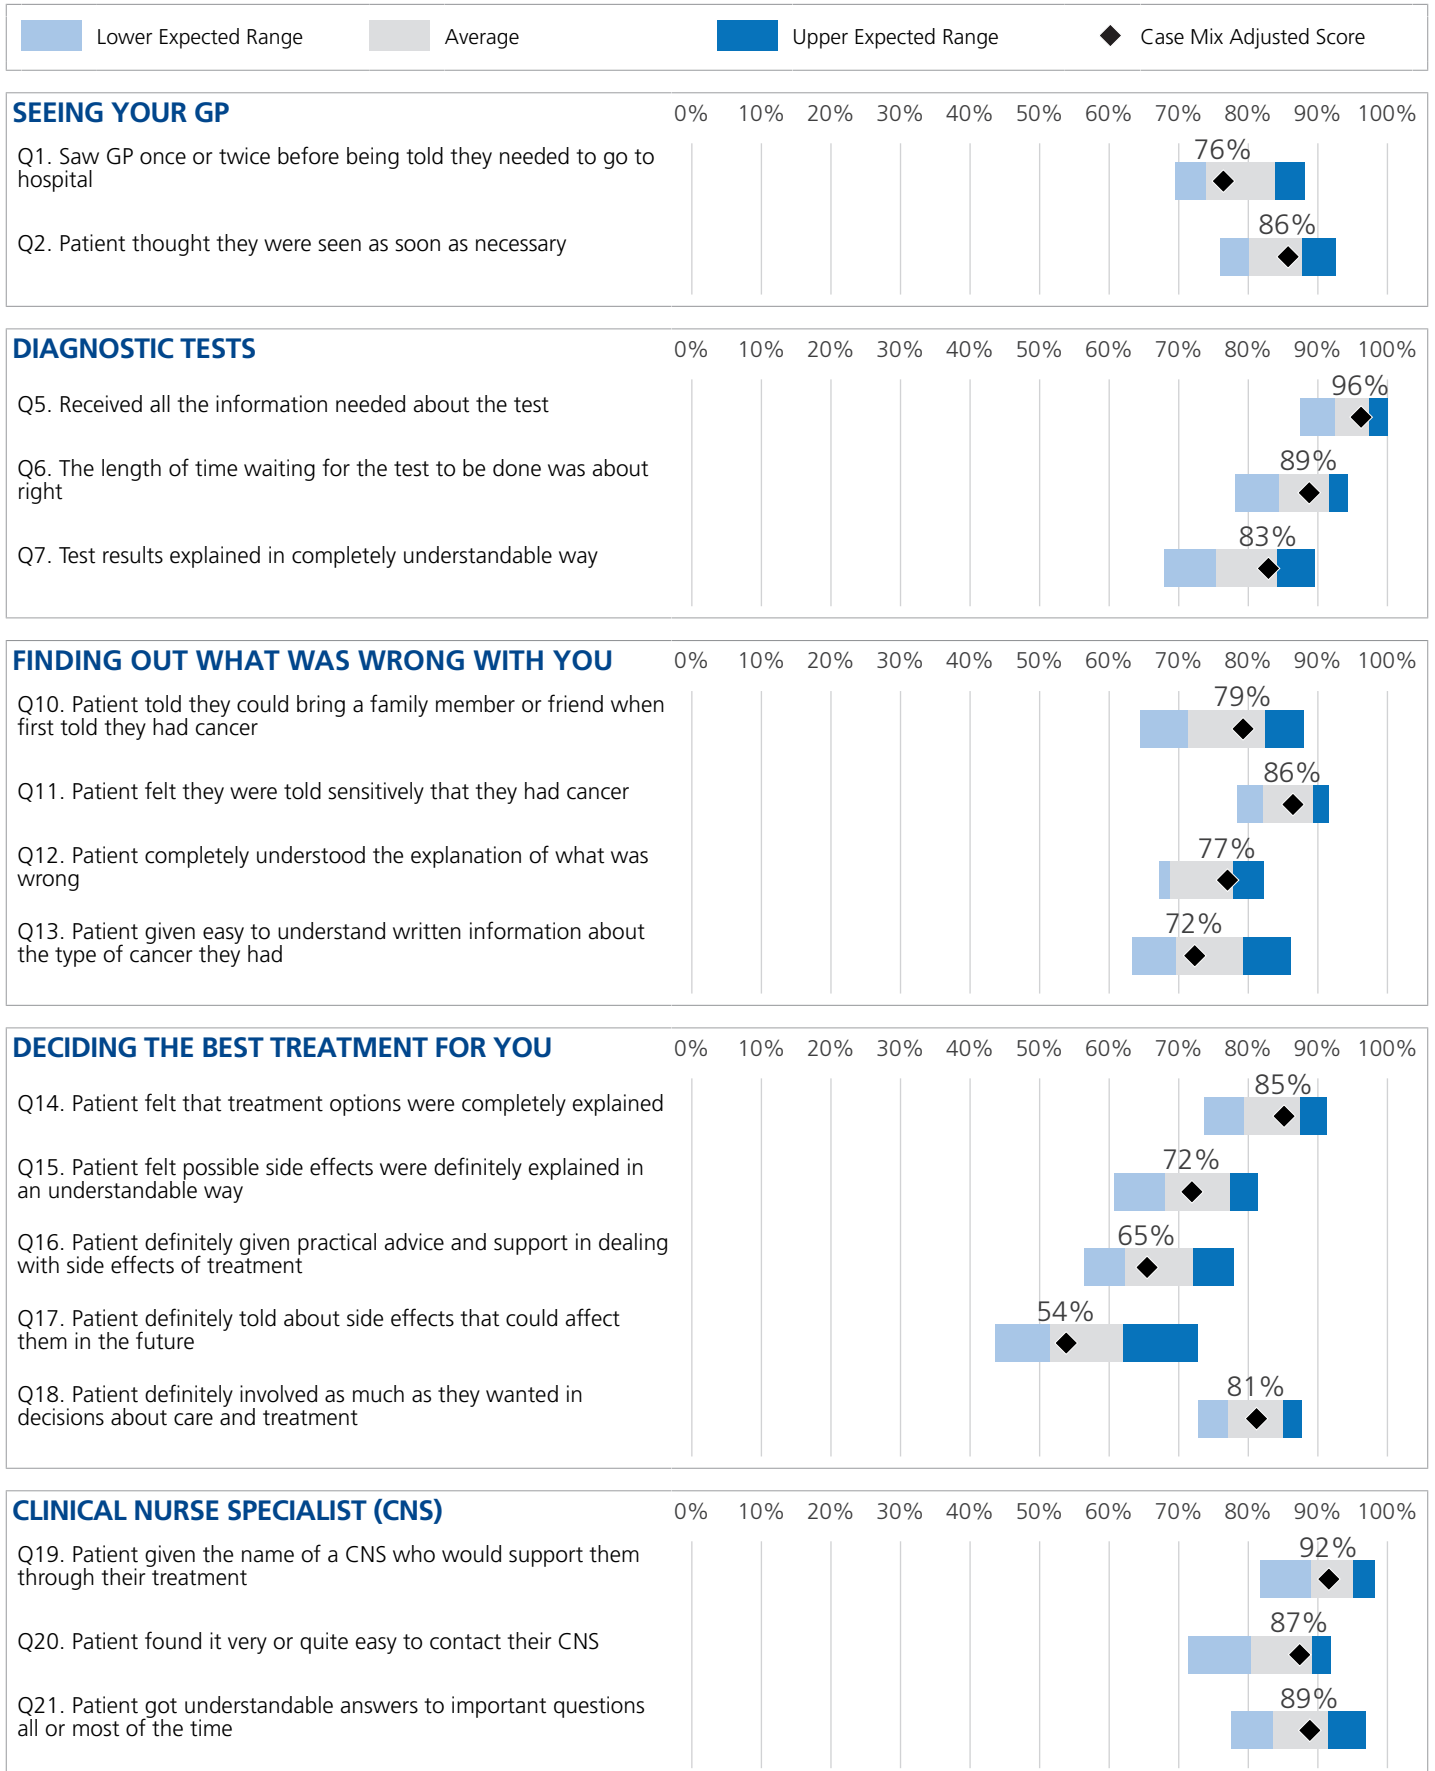 Lower Expected Range Average Upper Expected Range Case Mix Adjusted Score
SEEING YOUR GP 0% 10% 20% 30% 40% 50% 60% 70% 80% 90% 100%
Q1. Saw GP once or twice before being told they needed to go to
hospital
76%
Q2. Patient thought they were seen as soon as necessary
86%
DIAGNOSTIC TESTS 0% 10% 20% 30% 40% 50% 60% 70% 80% 90% 100%
Q5. Received all the information needed about the test
96%
Q6. The length of time waiting for the test to be done was about
right
89%
Q7. Test results explained in completely understandable way
83%
FINDING OUT WHAT WAS WRONG WITH YOU 0% 10% 20% 30% 40% 50% 60% 70% 80% 90% 100%
Q10. Patient told they could bring a family member or friend when
first told they had cancer
79%
Q11. Patient felt they were told sensitively that they had cancer
86%
Q12. Patient completely understood the explanation of what was
wrong
77%
Q13. Patient given easy to understand written information about
the type of cancer they had
72%
DECIDING THE BEST TREATMENT FOR YOU 0% 10% 20% 30% 40% 50% 60% 70% 80% 90% 100%
Q14. Patient felt that treatment options were completely explained
85%
Q15. Patient felt possible side effects were definitely explained in
an understandable way
72%
Q16. Patient definitely given practical advice and support in dealing
with side effects of treatment
65%
Q17. Patient definitely told about side effects that could affect
them in the future
54%
Q18. Patient definitely involved as much as they wanted in
decisions about care and treatment
81%
CLINICAL NURSE SPECIALIST (CNS) 0% 10% 20% 30% 40% 50% 60% 70% 80% 90% 100%
Q19. Patient given the name of a CNS who would support them
through their treatment
92%
Q20. Patient found it very or quite easy to contact their CNS
87%
Q21. Patient got understandable answers to important questions
all or most of the time
89%